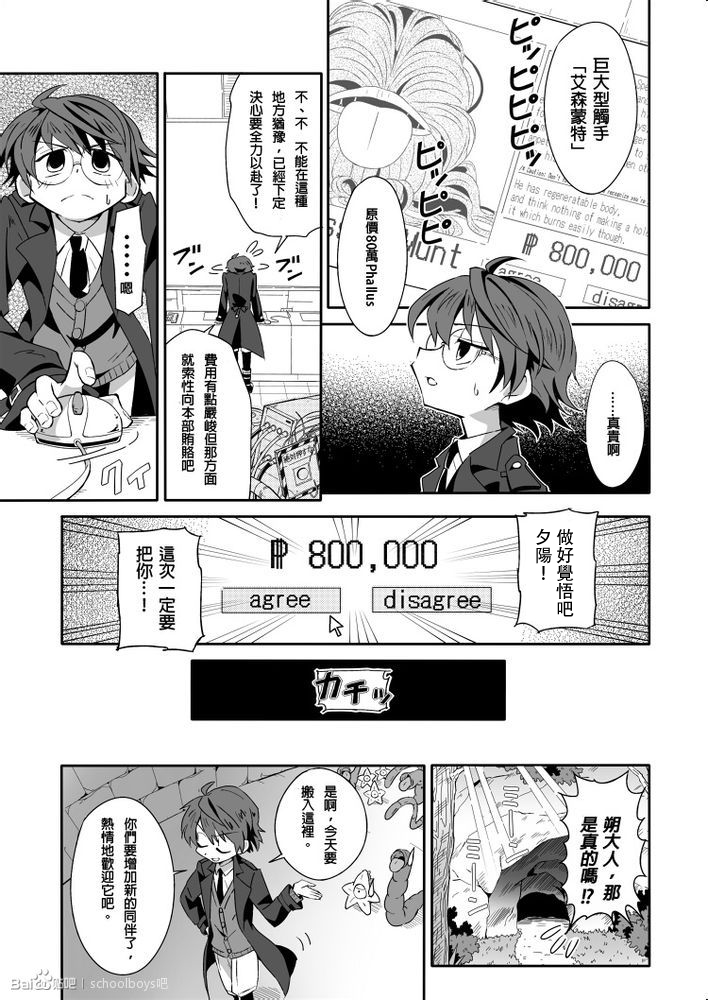 巨大型觸手
「艾森蒙特」
ピピッ
ピピピッ
He has regeneratable body,
and think nothing of making a hole
it which burns easily though.
₱ 800,000
agree
disagree
原價80萬Phallus
……真貴啊
不、不 不能在這種
地方猶豫，已經下定
決心要全力以赴了！
ブン
ブン
費用有點嚴峻但那方面
就索性向本部賄賂吧
……嗯
クイ
做好覺悟吧
夕陽！
₱ 800,000
agree
disagree
這次一定要
把你…！
カチッ
ミーン
ミーン
朔大人，那
是真的嗎!?
是啊，今天要
搬入這裡。
你們要增加新的同伴了，
熱情地歡迎它吧。
Bai貼吧 | schoolboys吧